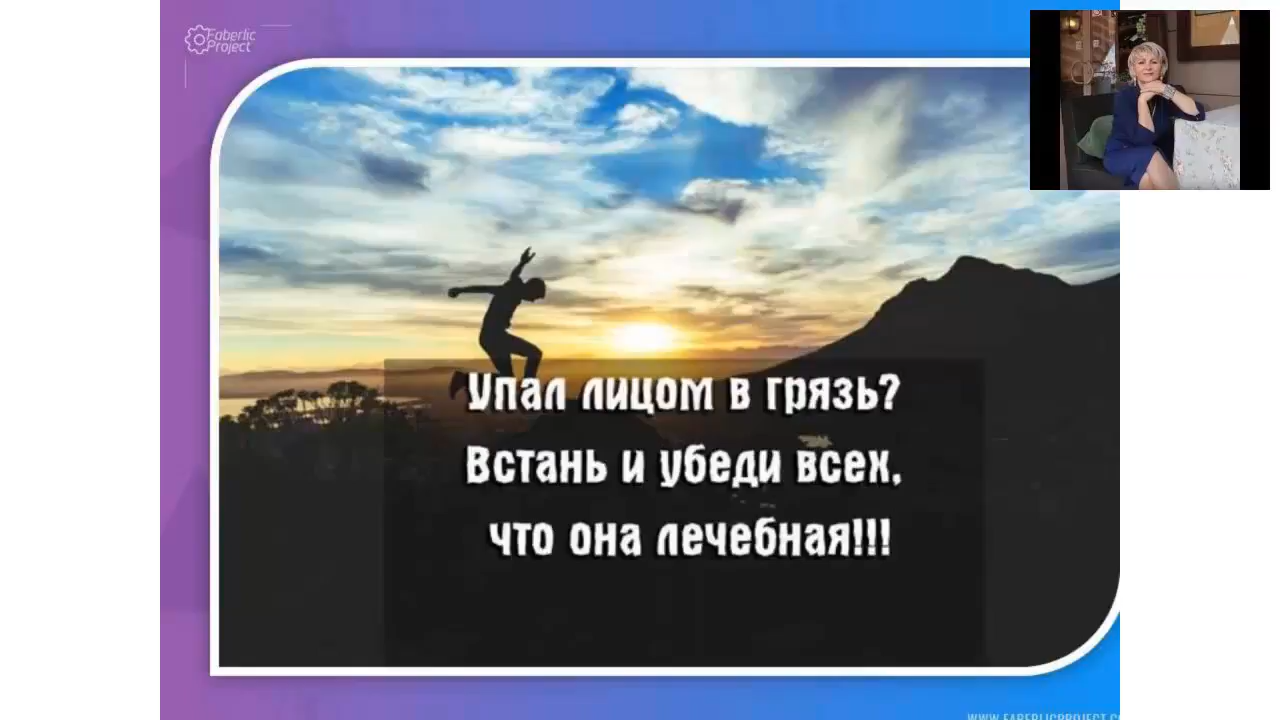 Faberlic
Project
Упал лицом в грязь?
Встань и убеди всех,
что она лечебная!!!